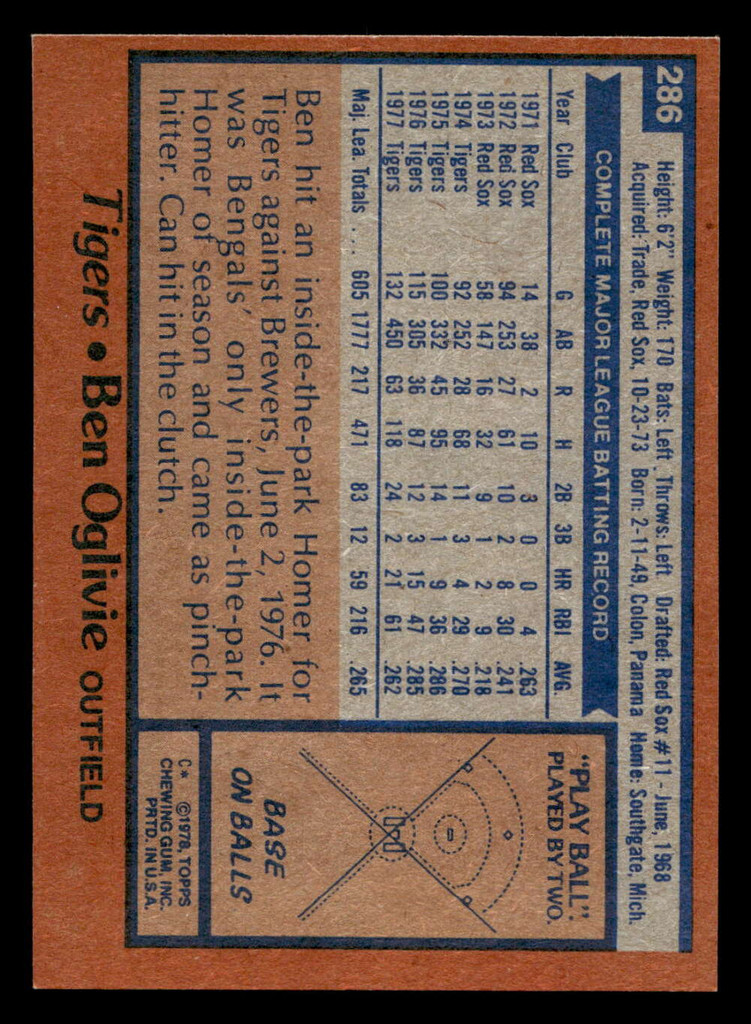 286
Height: 6'2" Weight: 170 Bats: Left Throws: Left Drafted: Red Sox #11 - June, 1968
Acquired: Trade, Red Sox, 10-23-73 Born: 2-11-49, Colon, Panama Home: Southgate, Mich.
COMPLETE MAJOR LEAGUE BATTING RECORD
Year Club G AB R H 2B 3B HR RBI AVG.
1971 Red Sox 14 38 2 10 3 0 0 4 .263
1972 Red Sox 94 253 27 61 10 2 8 30 .241
1973 Red Sox 58 147 16 32 9 1 2 9 .218
1974 Tigers 92 252 28 68 11 3 4 29 .270
1975 Tigers 100 332 45 95 14 1 9 36 .286
1976 Tigers 115 305 36 87 12 3 15 47 .285
1977 Tigers 132 450 63 118 24 2 21 61 .262
Maj. Lea. Totals ... 605 1777 217 471 83 12 59 216 .265
Ben hit an inside-the-park Homer for
Tigers against Brewers, June 2, 1976. It
was Bengals' only inside-the-park
Homer of season and came as pinch-
hitter. Can hit in the clutch.
"PLAY BALL".
PLAYED BY TWO.
BASE
ON BALLS
C* ©1978, TOPPS
CHEWING GUM, INC.
PRTD. IN U.S.A.
Tigers • Ben Oglivie OUTFIELD